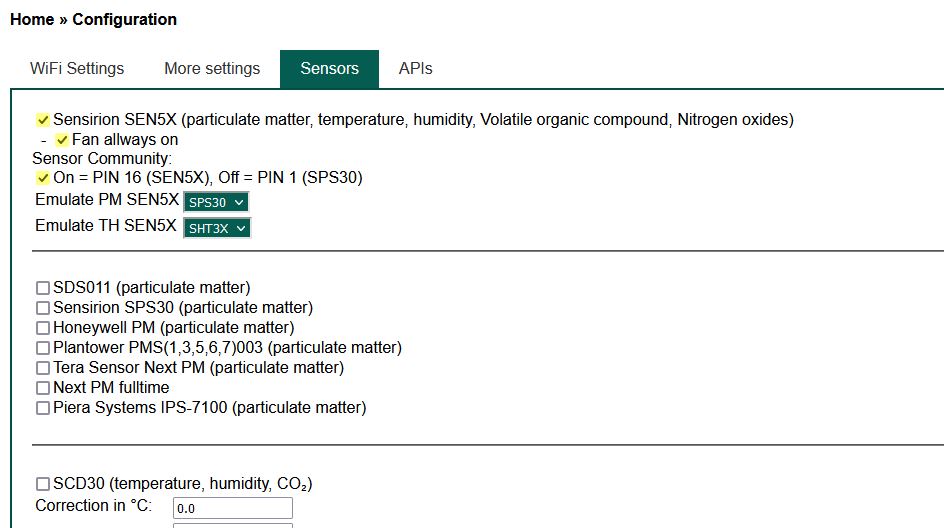 Home » Configuration
WiFi Settings More settings Sensors APIs
Sensirion SEN5X (particulate matter, temperature, humidity, Volatile organic compound, Nitrogen oxides)
- Fan allways on
Sensor Community:
On = PIN 16 (SEN5X), Off = PIN 1 (SPS30)
Emulate PM SEN5X SPS30
Emulate TH SEN5X SHT3X
SDS011 (particulate matter)
Sensirion SPS30 (particulate matter)
Honeywell PM (particulate matter)
Plantower PMS(1,3,5,6,7)003 (particulate matter)
Tera Sensor Next PM (particulate matter)
Next PM fulltime
Piera Systems IPS-7100 (particulate matter)
SCD30 (temperature, humidity, CO₂)
Correction in °C: 0.0